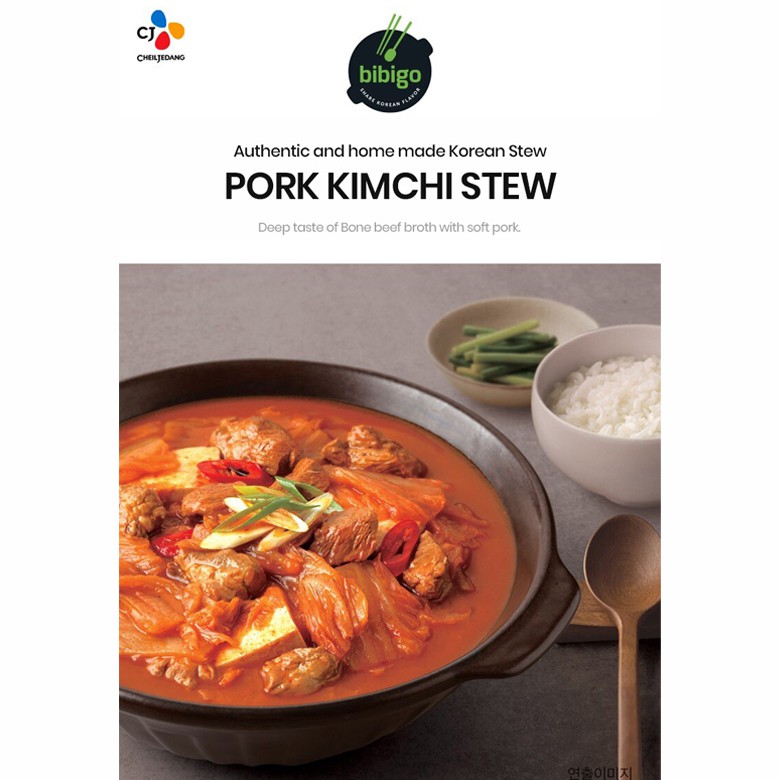 CJ
CHEILJEDANG
bibigo
SHARE KOREAN FLAVOR
Authentic and home made Korean Stew
PORK KIMCHI STEW
Deep taste of Bone beef broth with soft pork.
연출이미지